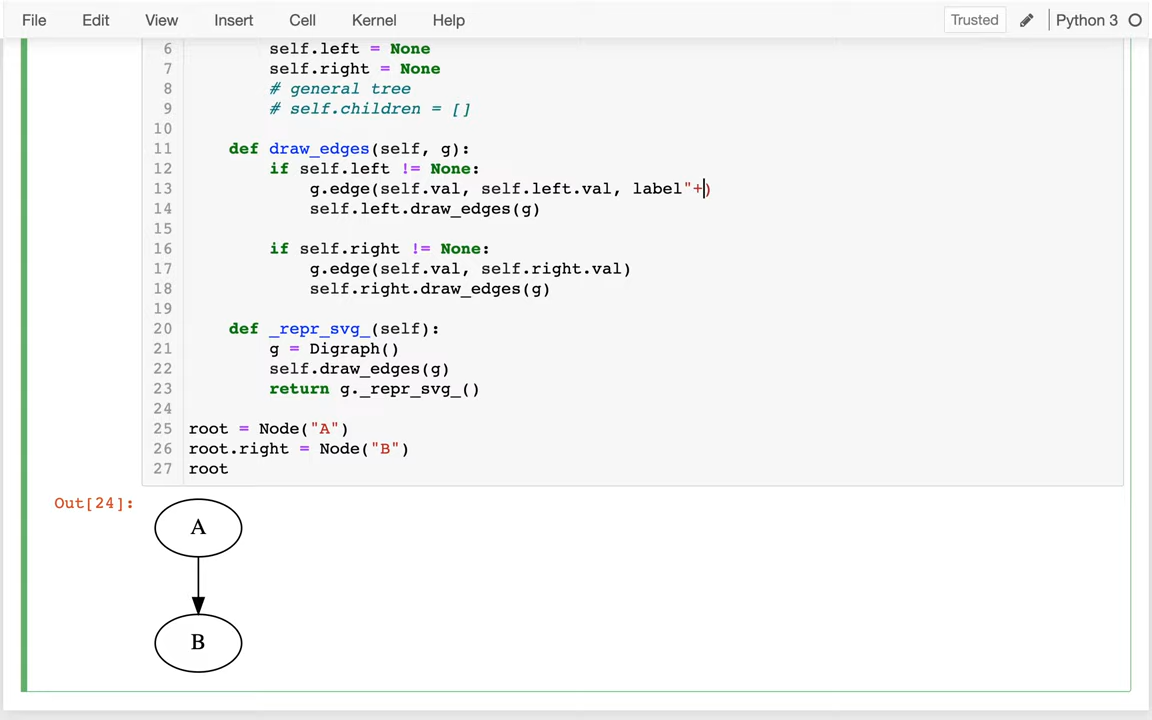 File Edit View Insert Cell Kernel Help Trusted Python 3
6 self.left = None
7 self.right = None
8 # general tree
9 # self.children = []
10
11 def draw_edges(self, g):
12 if self.left != None:
13 g.edge(self.val, self.left.val, label"+)
14 self.left.draw_edges(g)
15
16 if self.right != None:
17 g.edge(self.val, self.right.val)
18 self.right.draw_edges(g)
19
20 def _repr_svg_(self):
21 g = Digraph()
22 self.draw_edges(g)
23 return g._repr_svg_()
24
25 root = Node("A")
26 root.right = Node("B")
27 root
Out[24]:
A
B